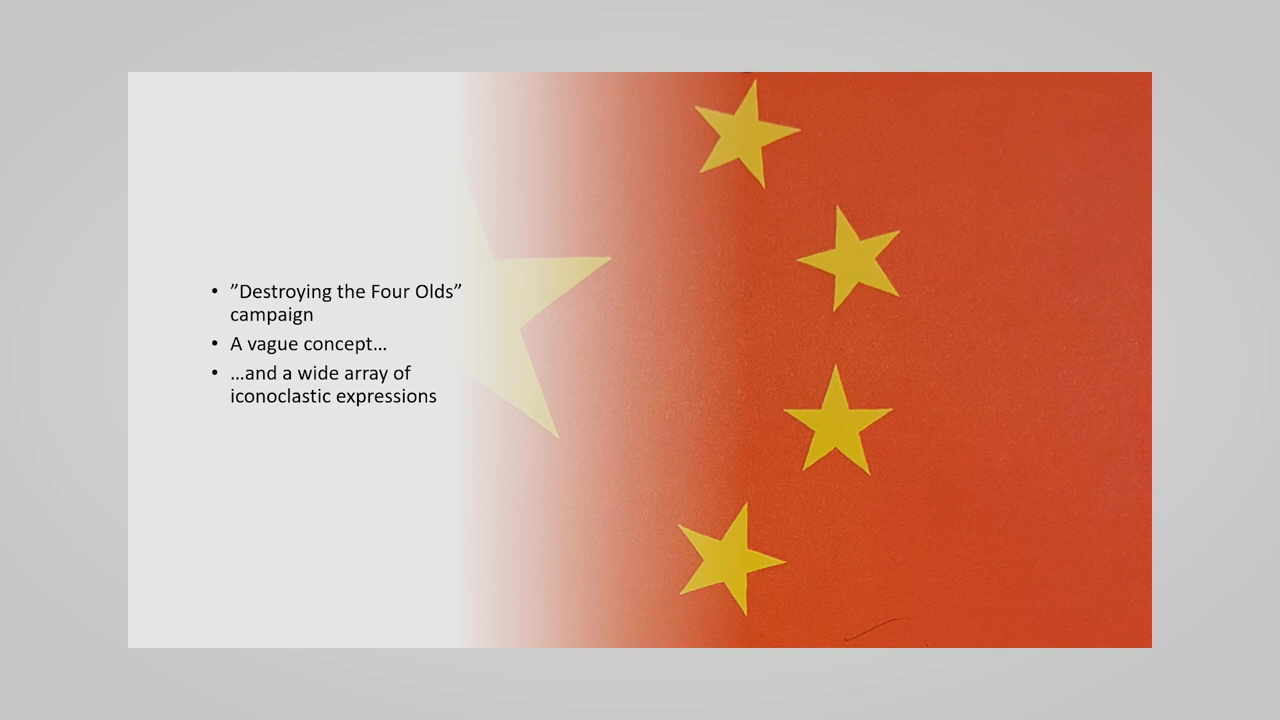 • ”Destroying the Four Olds”
campaign
• A vague concept…
• …and a wide array of
iconoclastic expressions